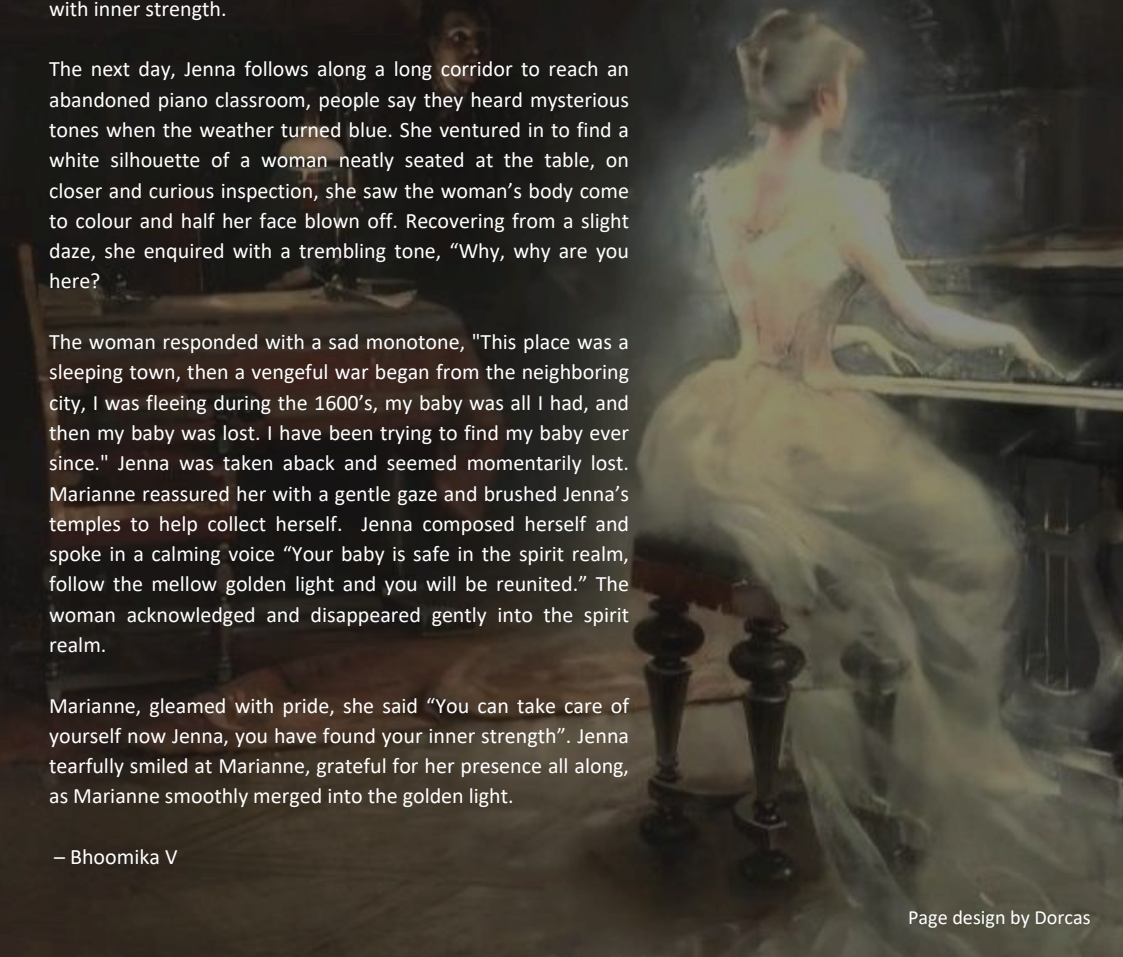 with inner strength.
The next day, Jenna follows along a long corridor to reach an
abandoned piano classroom, people say they heard mysterious
tones when the weather turned blue. She ventured in to find a
white silhouette of a woman neatly seated at the table, on
closer and curious inspection, she saw the woman’s body come
to colour and half her face blown off. Recovering from a slight
daze, she enquired with a trembling tone, “Why, why are you
here?
The woman responded with a sad monotone, "This place was a
sleeping town, then a vengeful war began from the neighboring
city, I was fleeing during the 1600’s, my baby was all I had, and
then my baby was lost. I have been trying to find my baby ever
since." Jenna was taken aback and seemed momentarily lost.
Marianne reassured her with a gentle gaze and brushed Jenna’s
temples to help collect herself.  Jenna composed herself and
spoke in a calming voice “Your baby is safe in the spirit realm,
follow the mellow golden light and you will be reunited.” The
woman acknowledged and disappeared gently into the spirit
realm.
Marianne, gleamed with pride, she said “You can take care of
yourself now Jenna, you have found your inner strength”. Jenna
tearfully smiled at Marianne, grateful for her presence all along,
as Marianne smoothly merged into the golden light.
– Bhoomika V
Page design by Dorcas